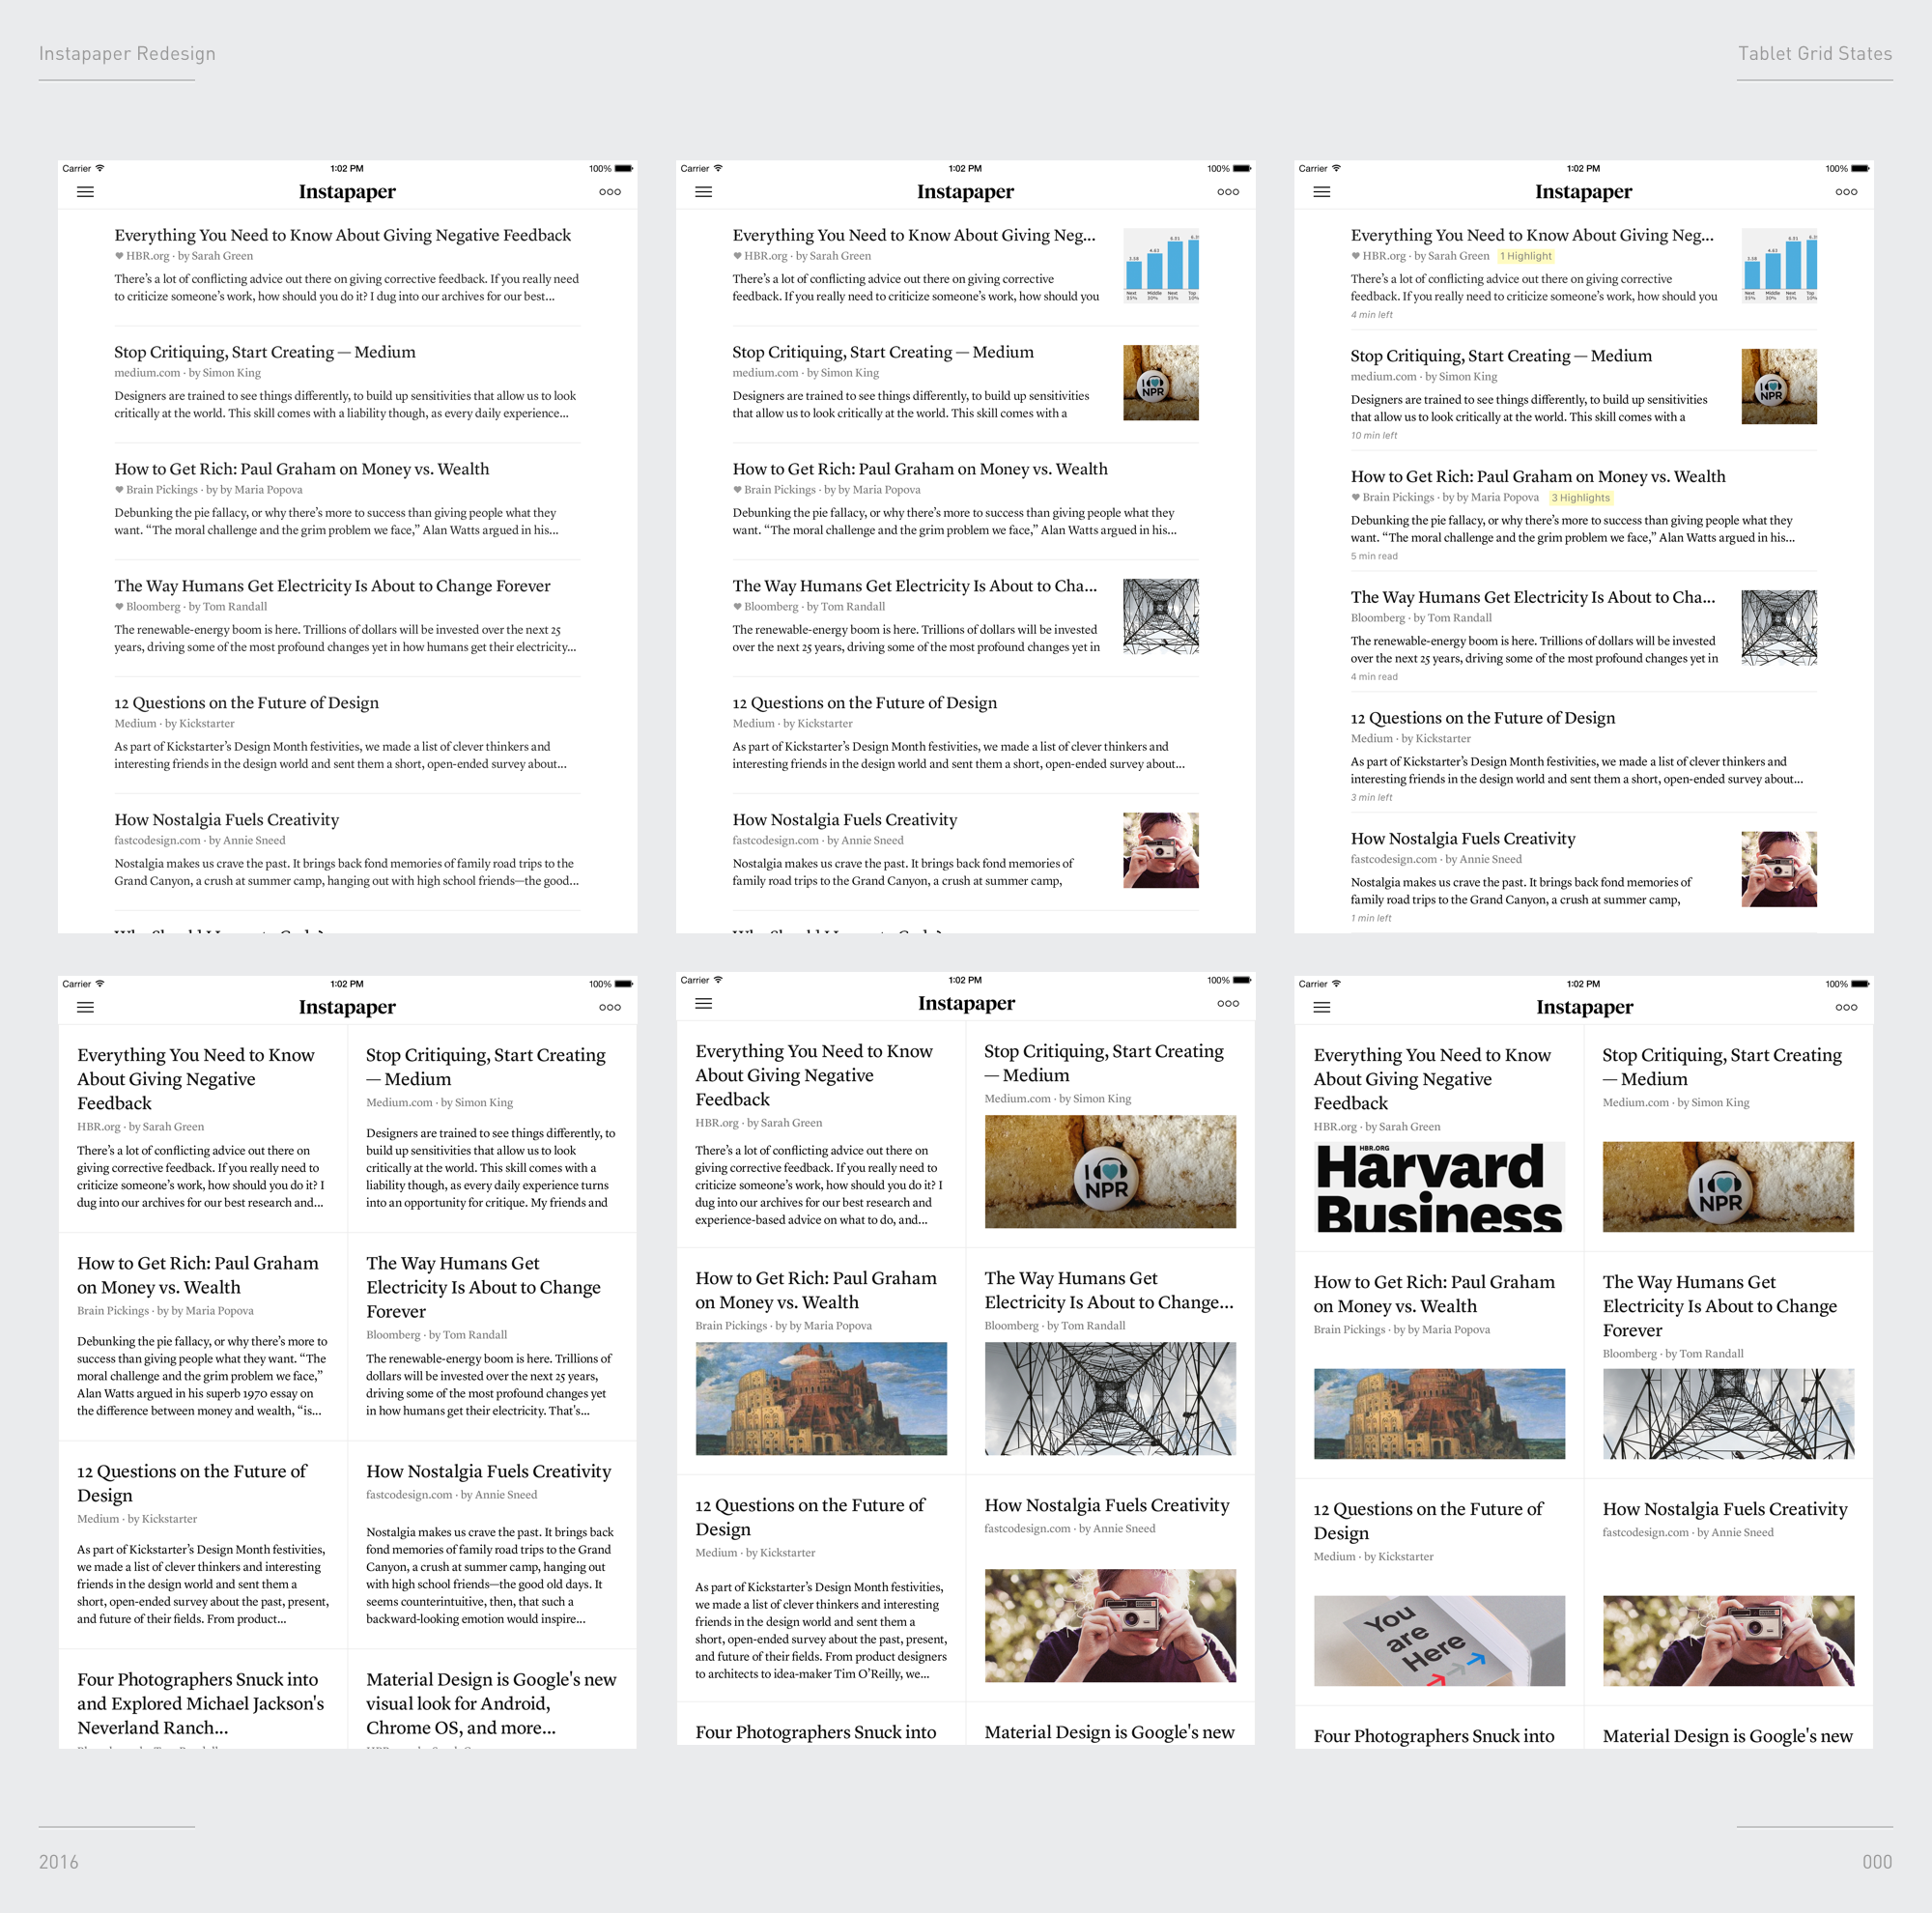 Instapaper Redesign
Tablet Grid States
Carrier 1:02 PM 100%
Instapaper
Everything You Need to Know About Giving Negative Feedback
HBR.org · by Sarah Green
There’s a lot of conflicting advice out there on giving corrective feedback. If you really need
to criticize someone’s work, how should you do it? I dug into our archives for our best...
Stop Critiquing, Start Creating — Medium
medium.com · by Simon King
Designers are trained to see things differently, to build up sensitivities that allow us to look
critically at the world. This skill comes with a liability though, as every daily experience...
How to Get Rich: Paul Graham on Money vs. Wealth
Brain Pickings · by by Maria Popova
Debunking the pie fallacy, or why there’s more to success than giving people what they
want. “The moral challenge and the grim problem we face,” Alan Watts argued in his...
The Way Humans Get Electricity Is About to Change Forever
Bloomberg · by Tom Randall
The renewable-energy boom is here. Trillions of dollars will be invested over the next 25
years, driving some of the most profound changes yet in how humans get their electricity...
12 Questions on the Future of Design
Medium · by Kickstarter
As part of Kickstarter’s Design Month festivities, we made a list of clever thinkers and
interesting friends in the design world and sent them a short, open-ended survey about...
How Nostalgia Fuels Creativity
fastcodesign.com · by Annie Sneed
Nostalgia makes us crave the past. It brings back fond memories of family road trips to the
Grand Canyon, a crush at summer camp, hanging out with high school friends—the good...
Carrier 1:02 PM 100%
Instapaper
Everything You Need to Know About Giving Neg...
HBR.org · by Sarah Green
There’s a lot of conflicting advice out there on giving corrective
feedback. If you really need to criticize someone’s work, how should you
Stop Critiquing, Start Creating — Medium
medium.com · by Simon King
Designers are trained to see things differently, to build up sensitivities
that allow us to look critically at the world. This skill comes with a
I NPR
How to Get Rich: Paul Graham on Money vs. Wealth
Brain Pickings · by by Maria Popova
Debunking the pie fallacy, or why there’s more to success than giving people what they
want. “The moral challenge and the grim problem we face,” Alan Watts argued in his...
The Way Humans Get Electricity Is About to Cha...
Bloomberg · by Tom Randall
The renewable-energy boom is here. Trillions of dollars will be invested
over the next 25 years, driving some of the most profound changes yet in
12 Questions on the Future of Design
Medium · by Kickstarter
As part of Kickstarter’s Design Month festivities, we made a list of clever thinkers and
interesting friends in the design world and sent them a short, open-ended survey about...
How Nostalgia Fuels Creativity
fastcodesign.com · by Annie Sneed
Nostalgia makes us crave the past. It brings back fond memories of
family road trips to the Grand Canyon, a crush at summer camp,
Carrier 1:02 PM 100%
Instapaper
Everything You Need to Know About Giving Neg...
HBR.org · by Sarah Green 1 Highlight
There’s a lot of conflicting advice out there on giving corrective
feedback. If you really need to criticize someone’s work, how should you
4 min left
Stop Critiquing, Start Creating — Medium
medium.com · by Simon King
Designers are trained to see things differently, to build up sensitivities
that allow us to look critically at the world. This skill comes with a
10 min left
I NPR
How to Get Rich: Paul Graham on Money vs. Wealth
Brain Pickings · by by Maria Popova 3 Highlights
Debunking the pie fallacy, or why there’s more to success than giving people what they
want. “The moral challenge and the grim problem we face,” Alan Watts argued in his...
5 min read
The Way Humans Get Electricity Is About to Cha...
Bloomberg · by Tom Randall
The renewable-energy boom is here. Trillions of dollars will be invested
over the next 25 years, driving some of the most profound changes yet in
4 min read
12 Questions on the Future of Design
Medium · by Kickstarter
As part of Kickstarter’s Design Month festivities, we made a list of clever thinkers and
interesting friends in the design world and sent them a short, open-ended survey about...
3 min left
How Nostalgia Fuels Creativity
fastcodesign.com · by Annie Sneed
Nostalgia makes us crave the past. It brings back fond memories of
family road trips to the Grand Canyon, a crush at summer camp,
1 min left
Carrier 1:02 PM 100%
Instapaper
Everything You Need to Know
About Giving Negative
Feedback
HBR.org · by Sarah Green
There’s a lot of conflicting advice out there on
giving corrective feedback. If you really need to
criticize someone’s work, how should you do it? I
dug into our archives for our best research and...
Stop Critiquing, Start Creating
— Medium
Medium.com · by Simon King
Designers are trained to see things differently, to
build up sensitivities that allow us to look
critically at the world. This skill comes with a
liability though, as every daily experience turns
into an opportunity for critique. My friends and
How to Get Rich: Paul Graham
on Money vs. Wealth
Brain Pickings · by by Maria Popova
Debunking the pie fallacy, or why there’s more to
success than giving people what they want. “The
moral challenge and the grim problem we face,”
Alan Watts argued in his superb 1970 essay on
the difference between money and wealth, “is...
The Way Humans Get
Electricity Is About to Change
Forever
Bloomberg · by Tom Randall
The renewable-energy boom is here. Trillions of
dollars will be invested over the next 25 years,
driving some of the most profound changes yet
in how humans get their electricity. That’s...
12 Questions on the Future of
Design
Medium · by Kickstarter
As part of Kickstarter’s Design Month festivities,
we made a list of clever thinkers and interesting
friends in the design world and sent them a
short, open-ended survey about the past, present,
and future of their fields. From product...
How Nostalgia Fuels Creativity
fastcodesign.com · by Annie Sneed
Nostalgia makes us crave the past. It brings back
fond memories of family road trips to the Grand
Canyon, a crush at summer camp, hanging out
with high school friends—the good old days. It
seems counterintuitive, then, that such a
backward-looking emotion would inspire...
Four Photographers Snuck into
and Explored Michael Jackson's
Neverland Ranch...
Material Design is Google's new
visual look for Android,
Chrome OS, and more...
Carrier 1:02 PM 100%
Instapaper
Everything You Need to Know
About Giving Negative
Feedback
HBR.org · by Sarah Green
There’s a lot of conflicting advice out there on
giving corrective feedback. If you really need to
criticize someone’s work, how should you do it? I
dug into our archives for our best research and
experience-based advice on what to do, and...
Stop Critiquing, Start Creating
— Medium
Medium.com · by Simon King
I NPR
How to Get Rich: Paul Graham
on Money vs. Wealth
Brain Pickings · by by Maria Popova
The Way Humans Get
Electricity Is About to Change...
Bloomberg · by Tom Randall
12 Questions on the Future of
Design
Medium · by Kickstarter
As part of Kickstarter’s Design Month festivities,
we made a list of clever thinkers and interesting
friends in the design world and sent them a
short, open-ended survey about the past, present,
and future of their fields. From product designers
to architects to idea-maker Tim O’Reilly, we...
How Nostalgia Fuels Creativity
fastcodesign.com · by Annie Sneed
Four Photographers Snuck into
Material Design is Google's new
Carrier 1:02 PM 100%
Instapaper
Everything You Need to Know
About Giving Negative
Feedback
HBR.org · by Sarah Green
HBR.ORG
Harvard
Business
Stop Critiquing, Start Creating
— Medium
Medium.com · by Simon King
I NPR
How to Get Rich: Paul Graham
on Money vs. Wealth
Brain Pickings · by by Maria Popova
The Way Humans Get
Electricity Is About to Change
Forever
Bloomberg · by Tom Randall
12 Questions on the Future of
Design
Medium · by Kickstarter
You
are
Here
How Nostalgia Fuels Creativity
fastcodesign.com · by Annie Sneed
Four Photographers Snuck into
Material Design is Google's new
2016
000